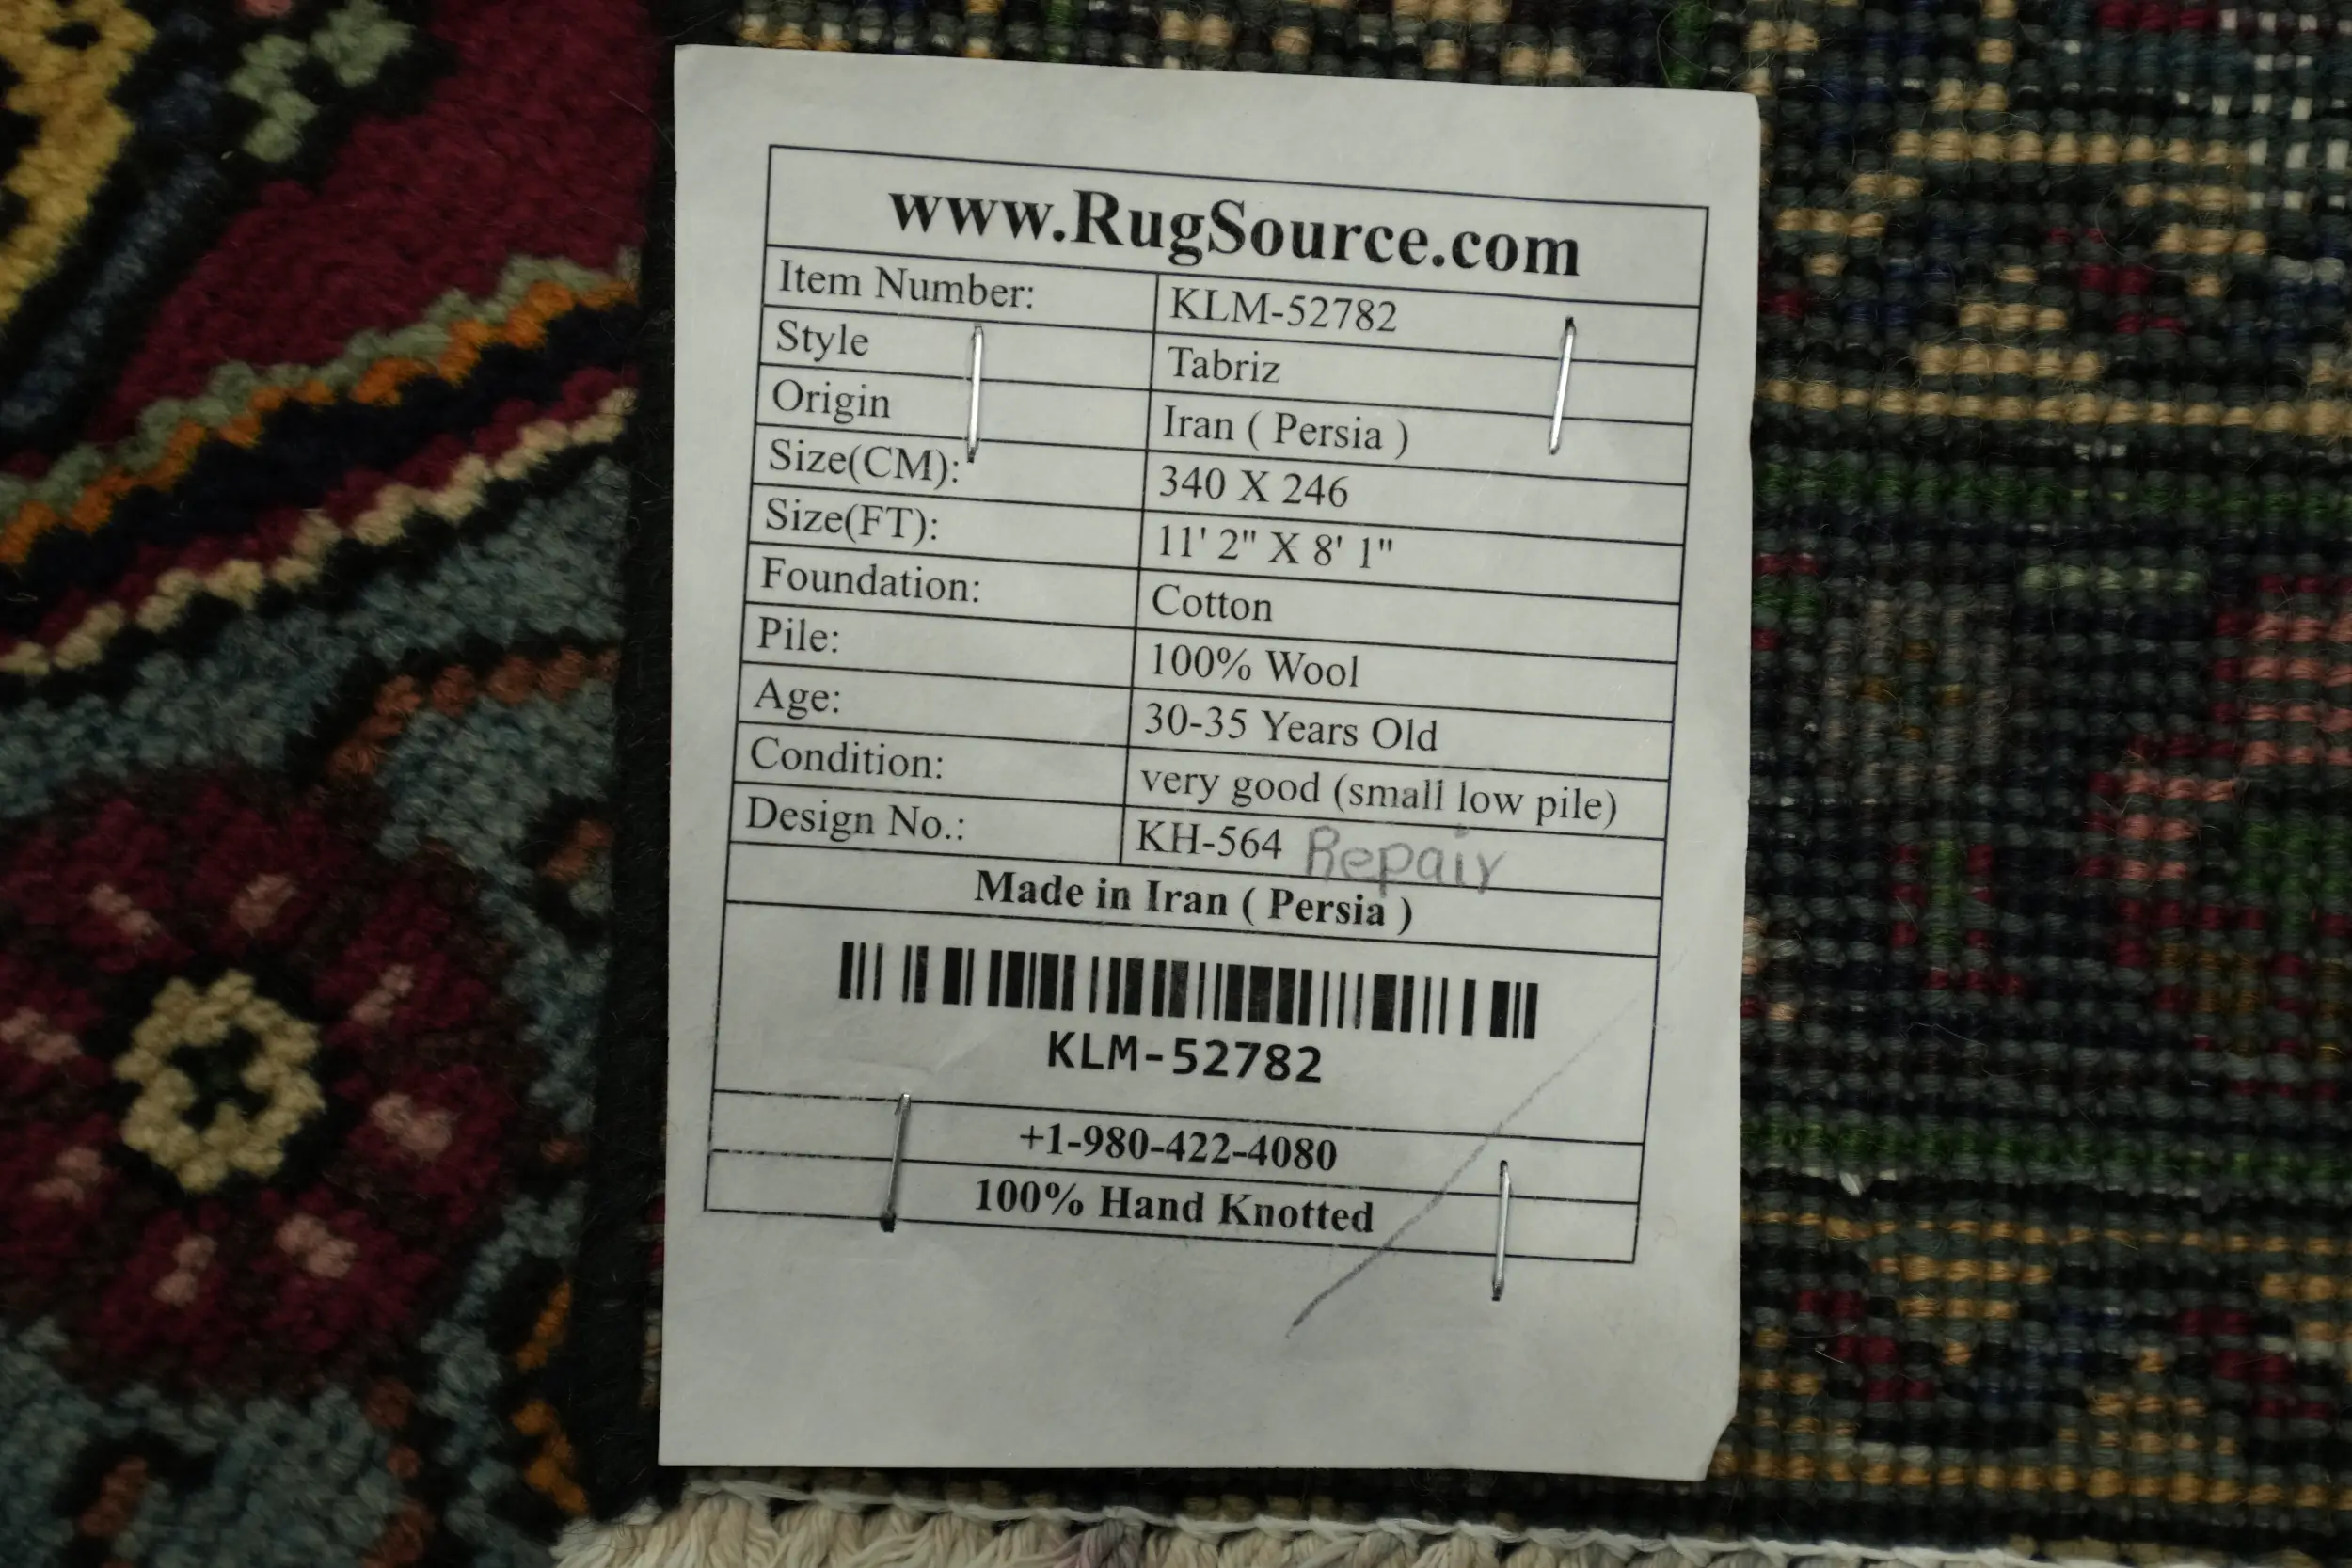 www.RugSource.com
Item Number: KLM-52782
Style Tabriz
Origin Iran ( Persia )
Size(CM): 340 X 246
Size(FT): 11' 2" X 8' 1"
Foundation: Cotton
Pile: 100% Wool
Age: 30-35 Years Old
Condition: very good (small low pile)
Design No.: KH-564 Repair
Made in Iran ( Persia )
KLM-52782
+1-980-422-4080
100% Hand Knotted